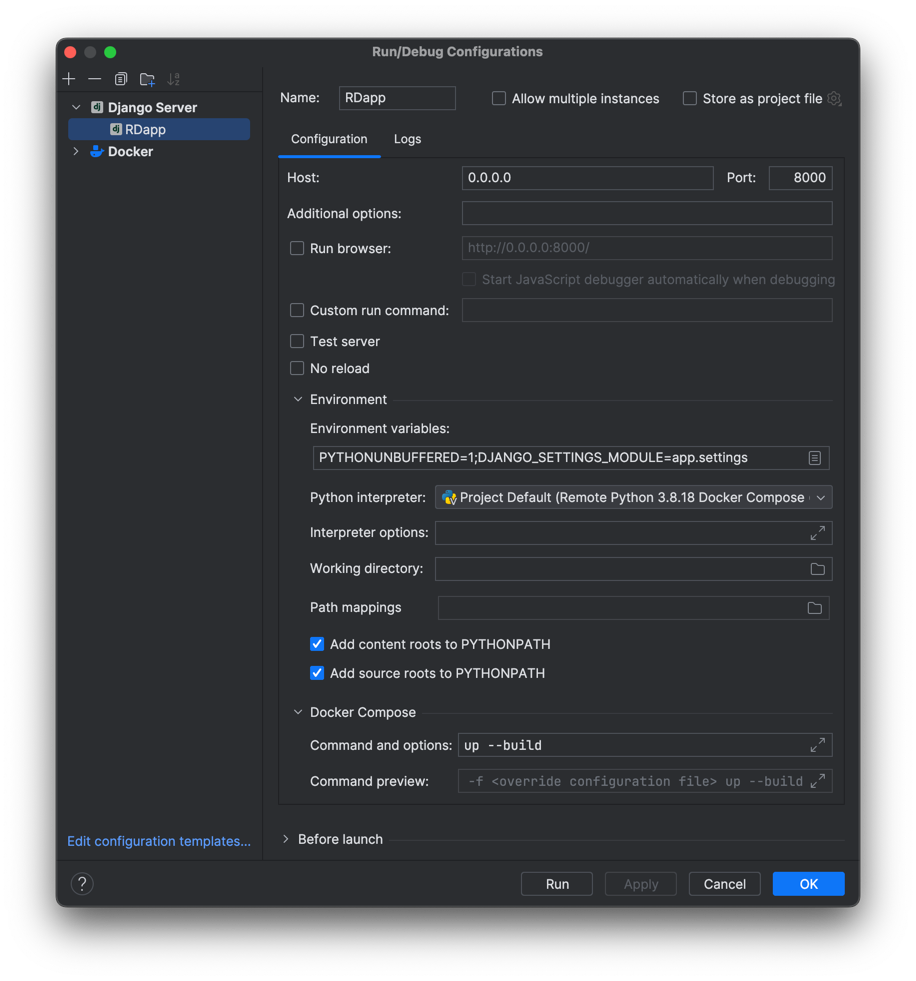 Run/Debug Configurations
Name: RDapp Allow multiple instances Store as project file
Django Server
RDapp
Docker
Configuration Logs
Host: 0.0.0.0 Port: 8000
Additional options:
Run browser: http://0.0.0.0:8000/
Start JavaScript debugger automatically when debugging
Custom run command:
Test server
No reload
Environment
Environment variables:
PYTHONUNBUFFERED=1;DJANGO_SETTINGS_MODULE=app.settings
Python interpreter: Project Default (Remote Python 3.8.18 Docker Compose
Interpreter options:
Working directory:
Path mappings
Add content roots to PYTHONPATH
Add source roots to PYTHONPATH
Docker Compose
Command and options: up --build
Command preview: -f <override configuration file> up --build
Edit configuration templates...
Before launch
? Run Apply Cancel OK